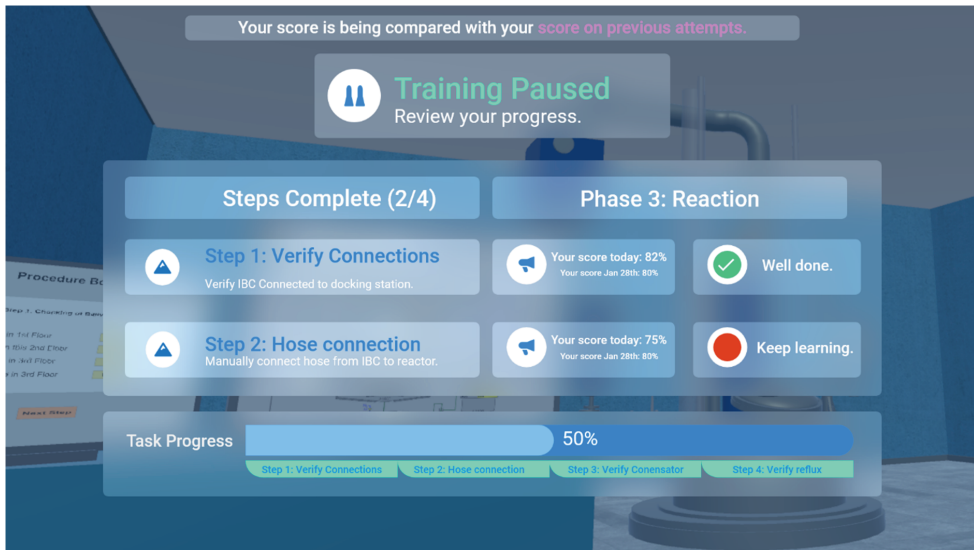 Your score is being compared with your score on previous attempts.
Training Paused
Review your progress.
Steps Complete (2/4)
Phase 3: Reaction
Step 1: Verify Connections
Verify IBC Connected to docking station.
Your score today: 82%
Your score Jan 28th: 80%
Well done.
Step 2: Hose connection
Manually connect hose from IBC to reactor.
Your score today: 75%
Your score Jan 28th: 80%
Keep learning.
Procedure Bo
Step 1. Checking of
in 1st Floor
2nd Floor
in 3rd Floor
in 3rd Floor
Next Step
Task Progress
50%
Step 1: Verify Connections
Step 2: Hose connection
Step 3: Verify Conensator
Step 4: Verify reflux